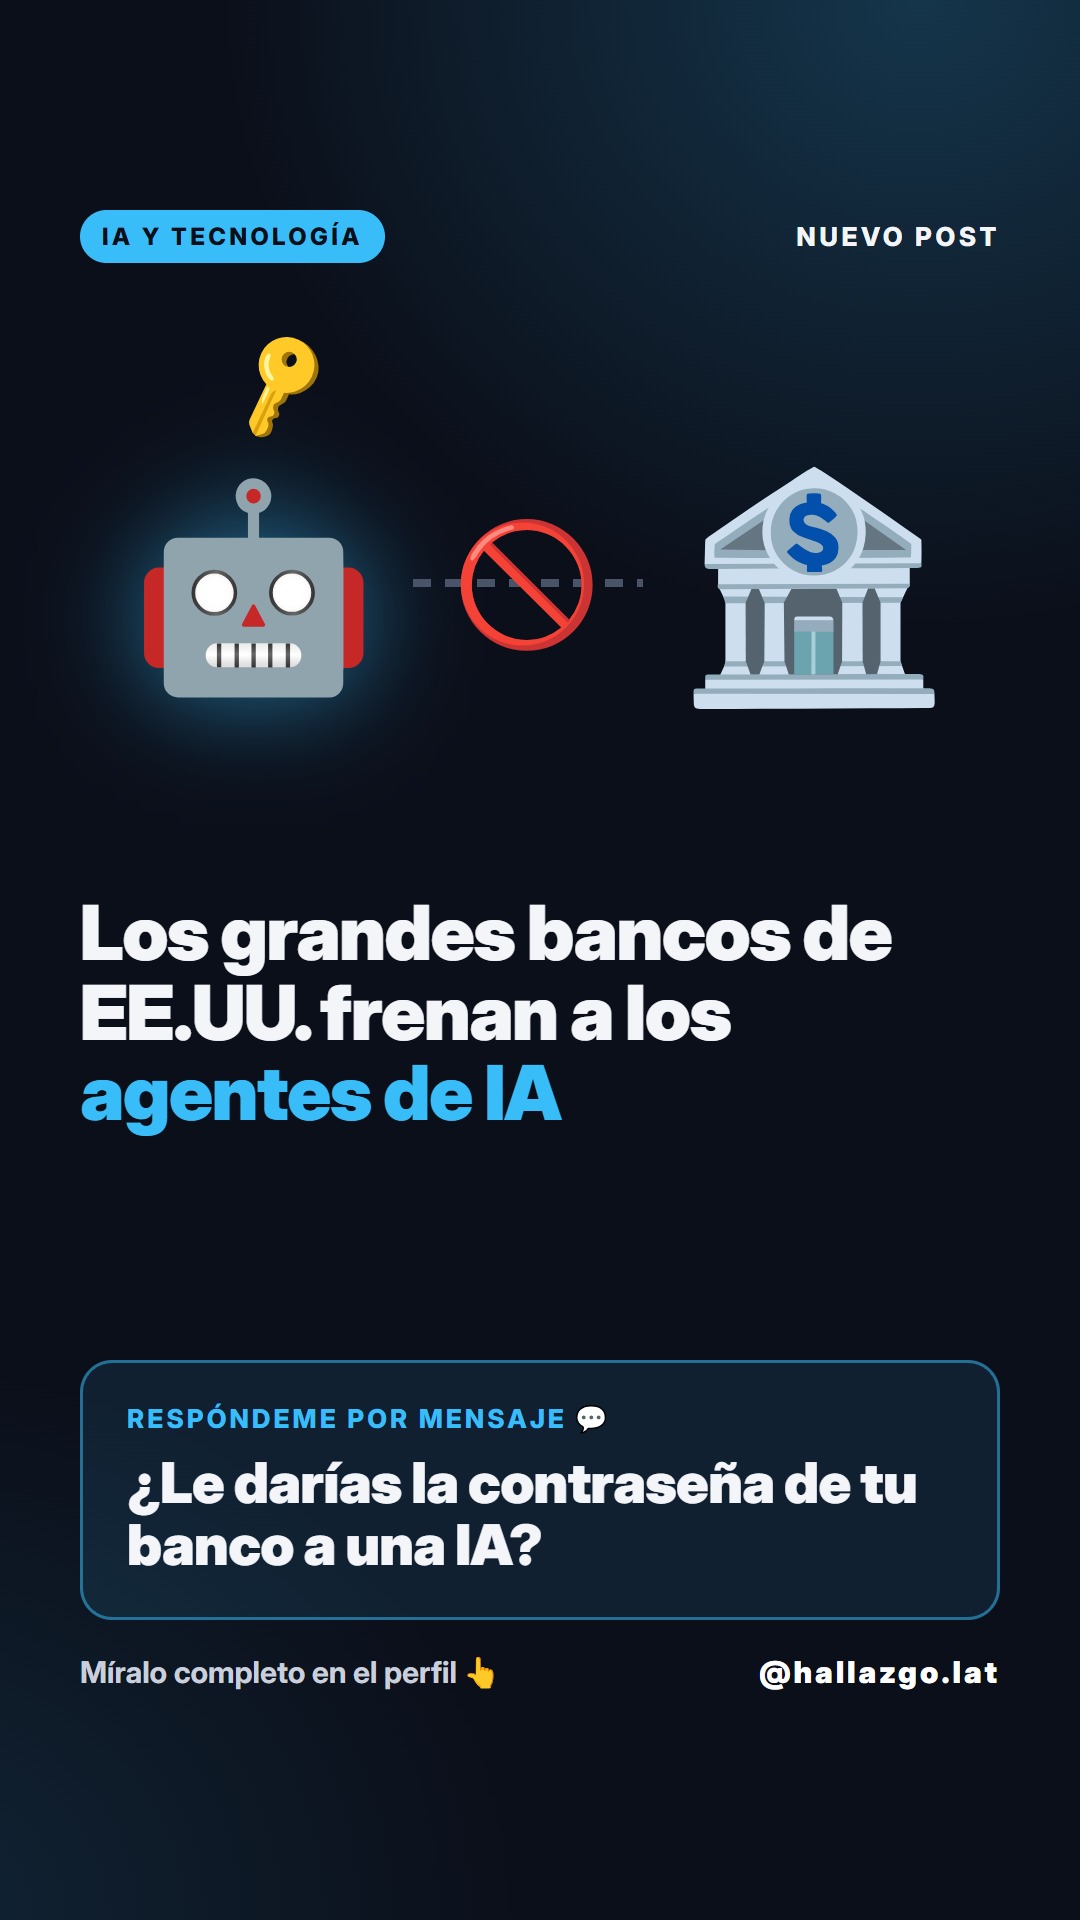 IA Y TECNOLOGÍA
NUEVO POST
$
Los grandes bancos de
EE.UU. frenan a los
agentes de IA
RESPÓNDEME POR MENSAJE 💬
¿Le darías la contraseña de tu
banco a una IA?
Míralo completo en el perfil 👆
@hallazgo.lat